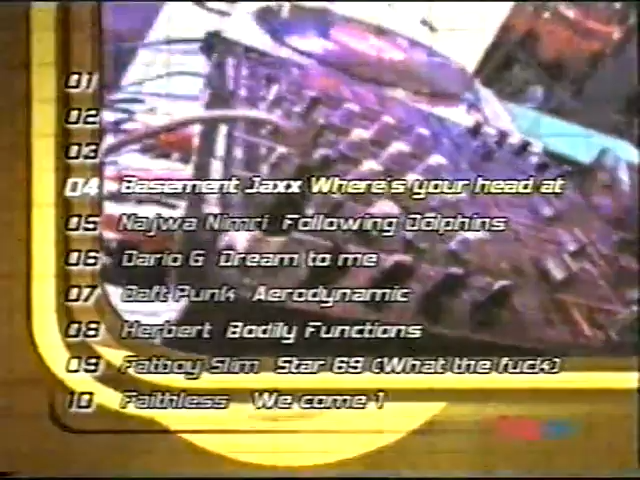 01
02
03
04 Basement Jaxx Where's your head at
05 Najwa Nimri Following Dolphins
06 Dario G Dream to me
07 Daft Punk Aerodynamic
08 Herbert Bodily Functions
09 Fatboy Slim Star 69 (What the fuck)
10 Faithless We come 1